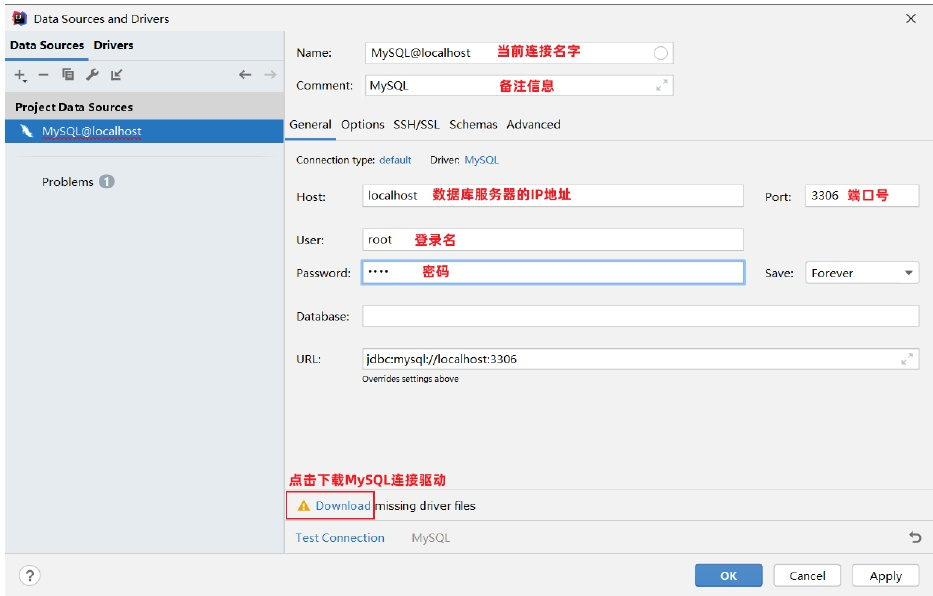 Data Sources and Drivers
Data Sources Drivers
Project Data Sources
MySQL@localhost
Problems 1
Name: MySQL@localhost 当前连接名字
Comment: MySQL 备注信息
General Options SSH/SSL Schemas Advanced
Connection type: default Driver: MySQL
Host: localhost 数据库服务器的IP地址 Port: 3306 端口号
User: root 登录名
Password: •••• 密码 Save: Forever
Database:
URL: jdbc:mysql://localhost:3306
Overrides settings above
点击下载MySQL连接驱动
Download missing driver files
Test Connection MySQL
? OK Cancel Apply